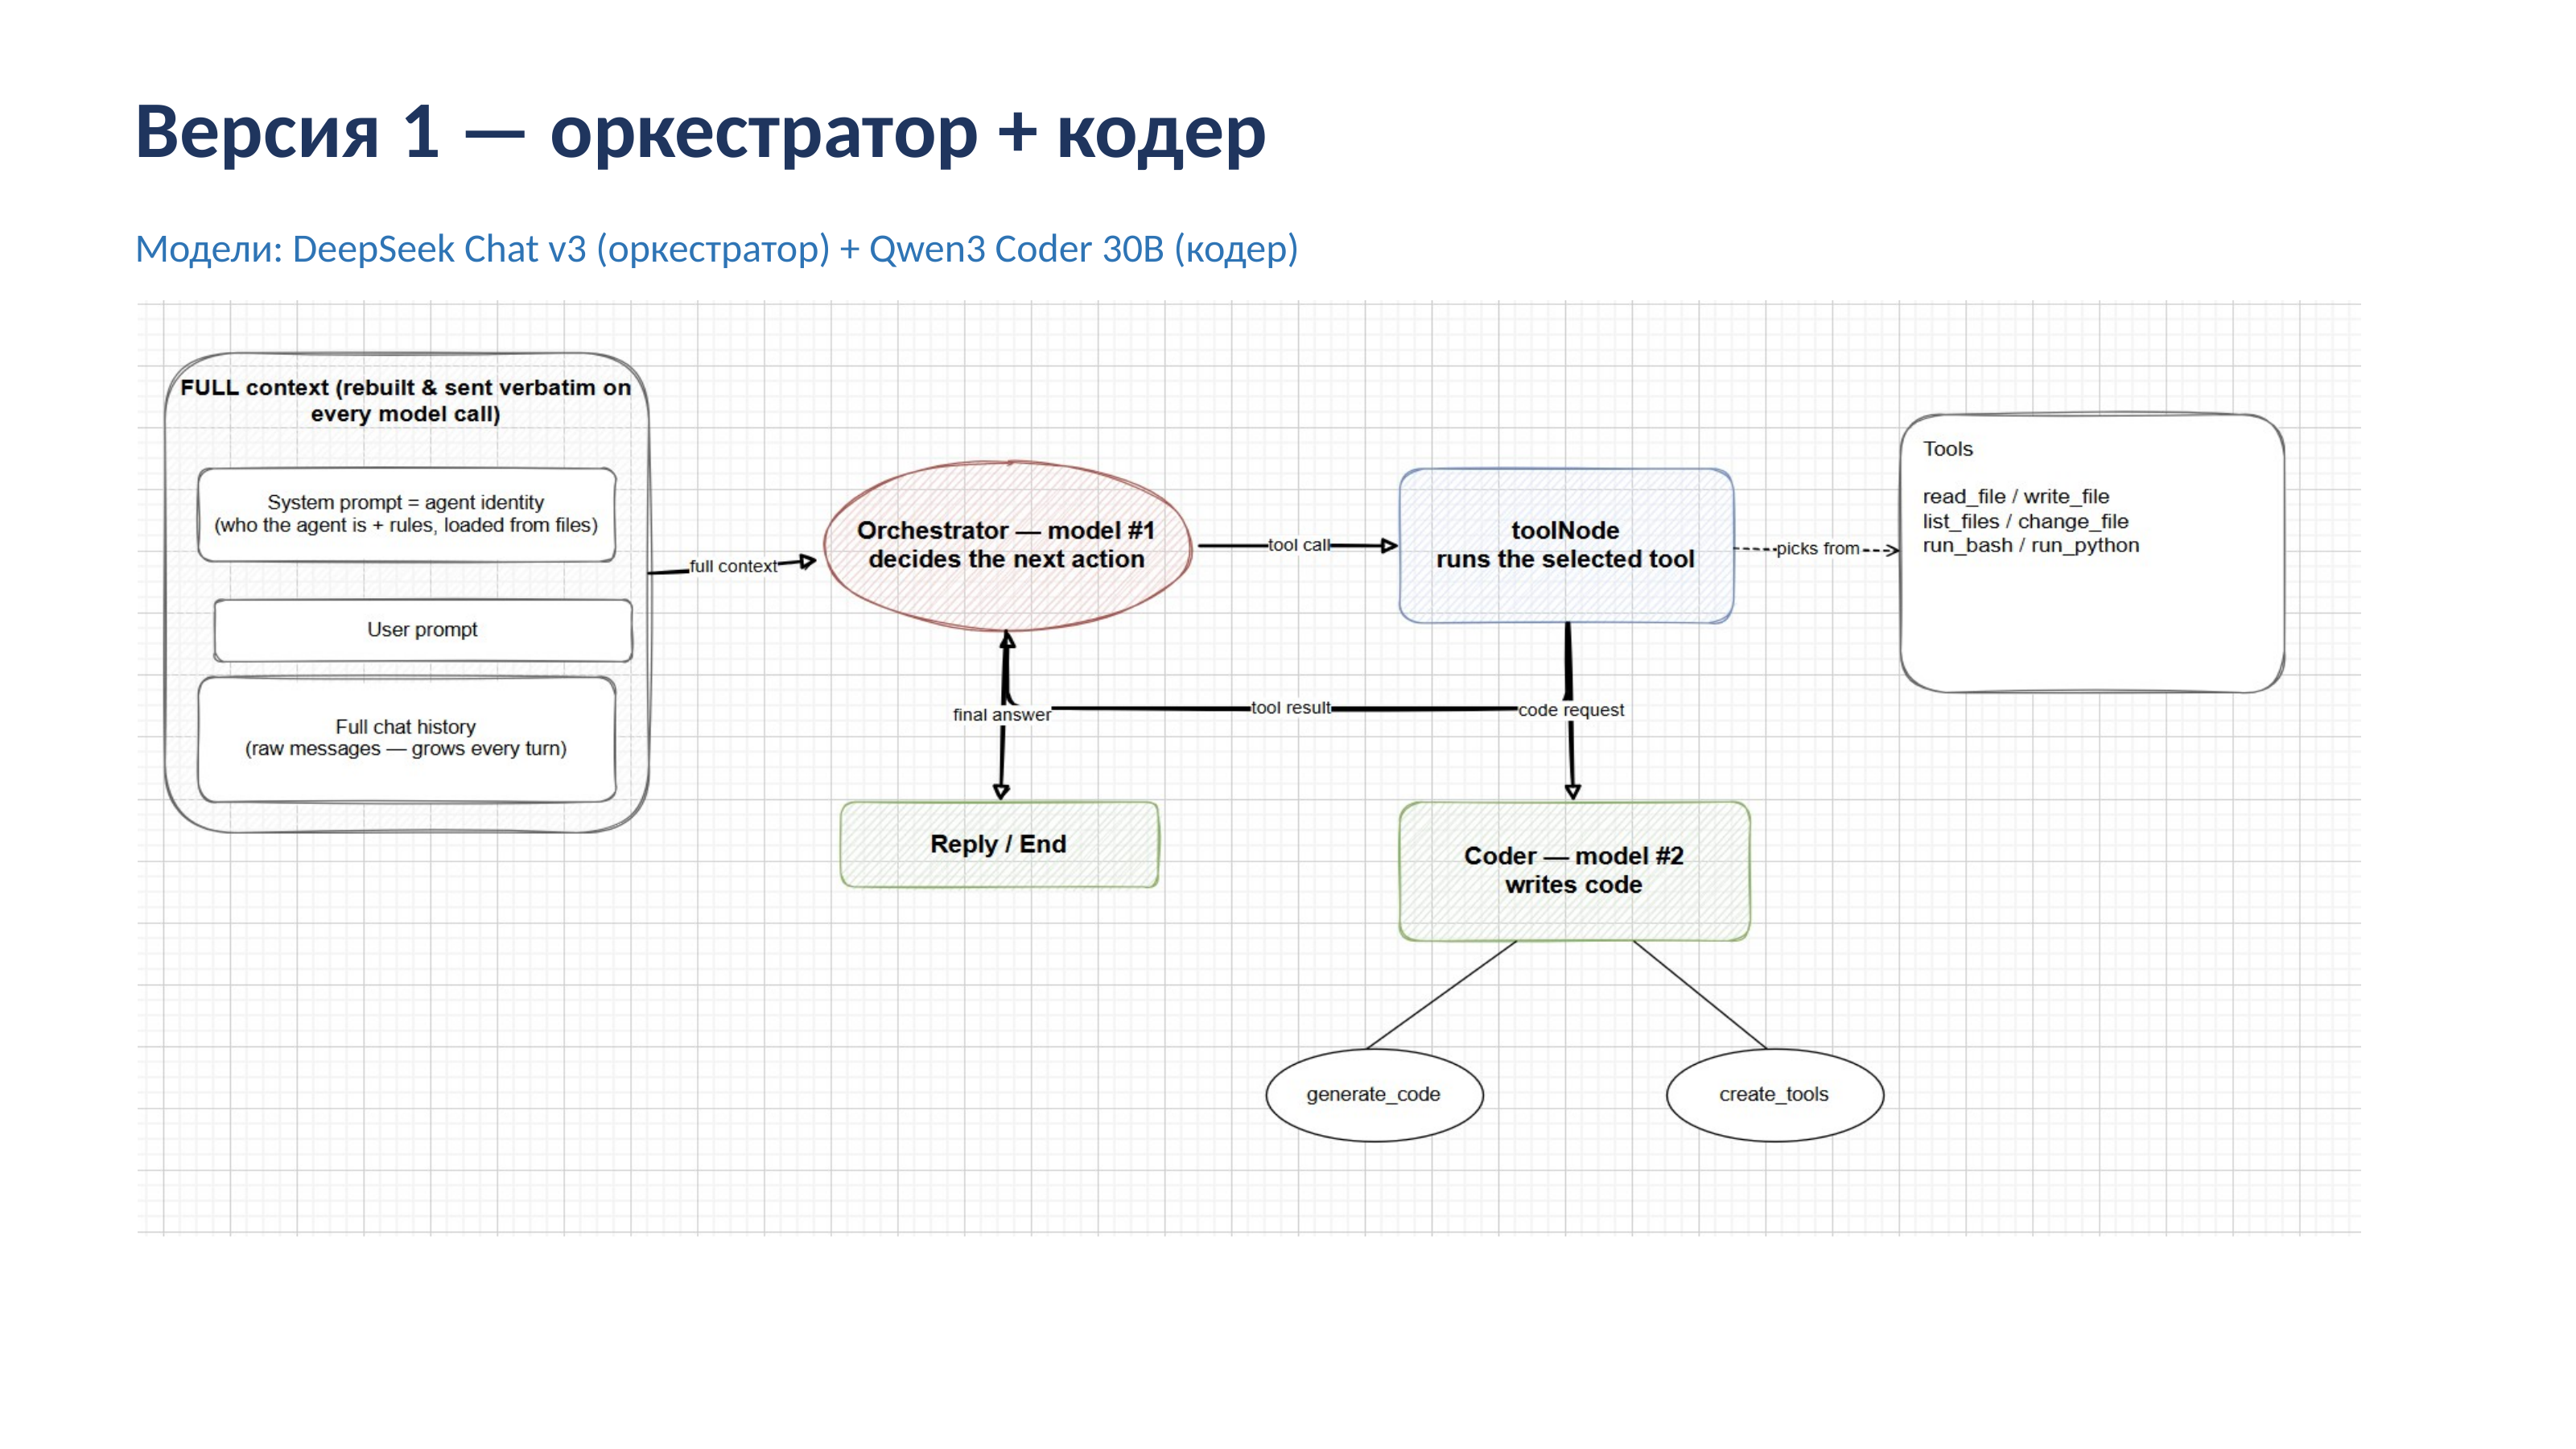 Версия 1 — оркестратор + кодер
Модели: DeepSeek Chat v3 (оркестратор) + Qwen3 Coder 30B (кодер)
FULL context (rebuilt & sent verbatim on
every model call)
System prompt = agent identity
(who the agent is + rules, loaded from files)
User prompt
Full chat history
(raw messages — grows every turn)
full context
Orchestrator — model #1
decides the next action
tool call
toolNode
runs the selected tool
picks from
Tools
read_file / write_file
list_files / change_file
run_bash / run_python
final answer
tool result
code request
Reply / End
Coder — model #2
writes code
generate_code
create_tools